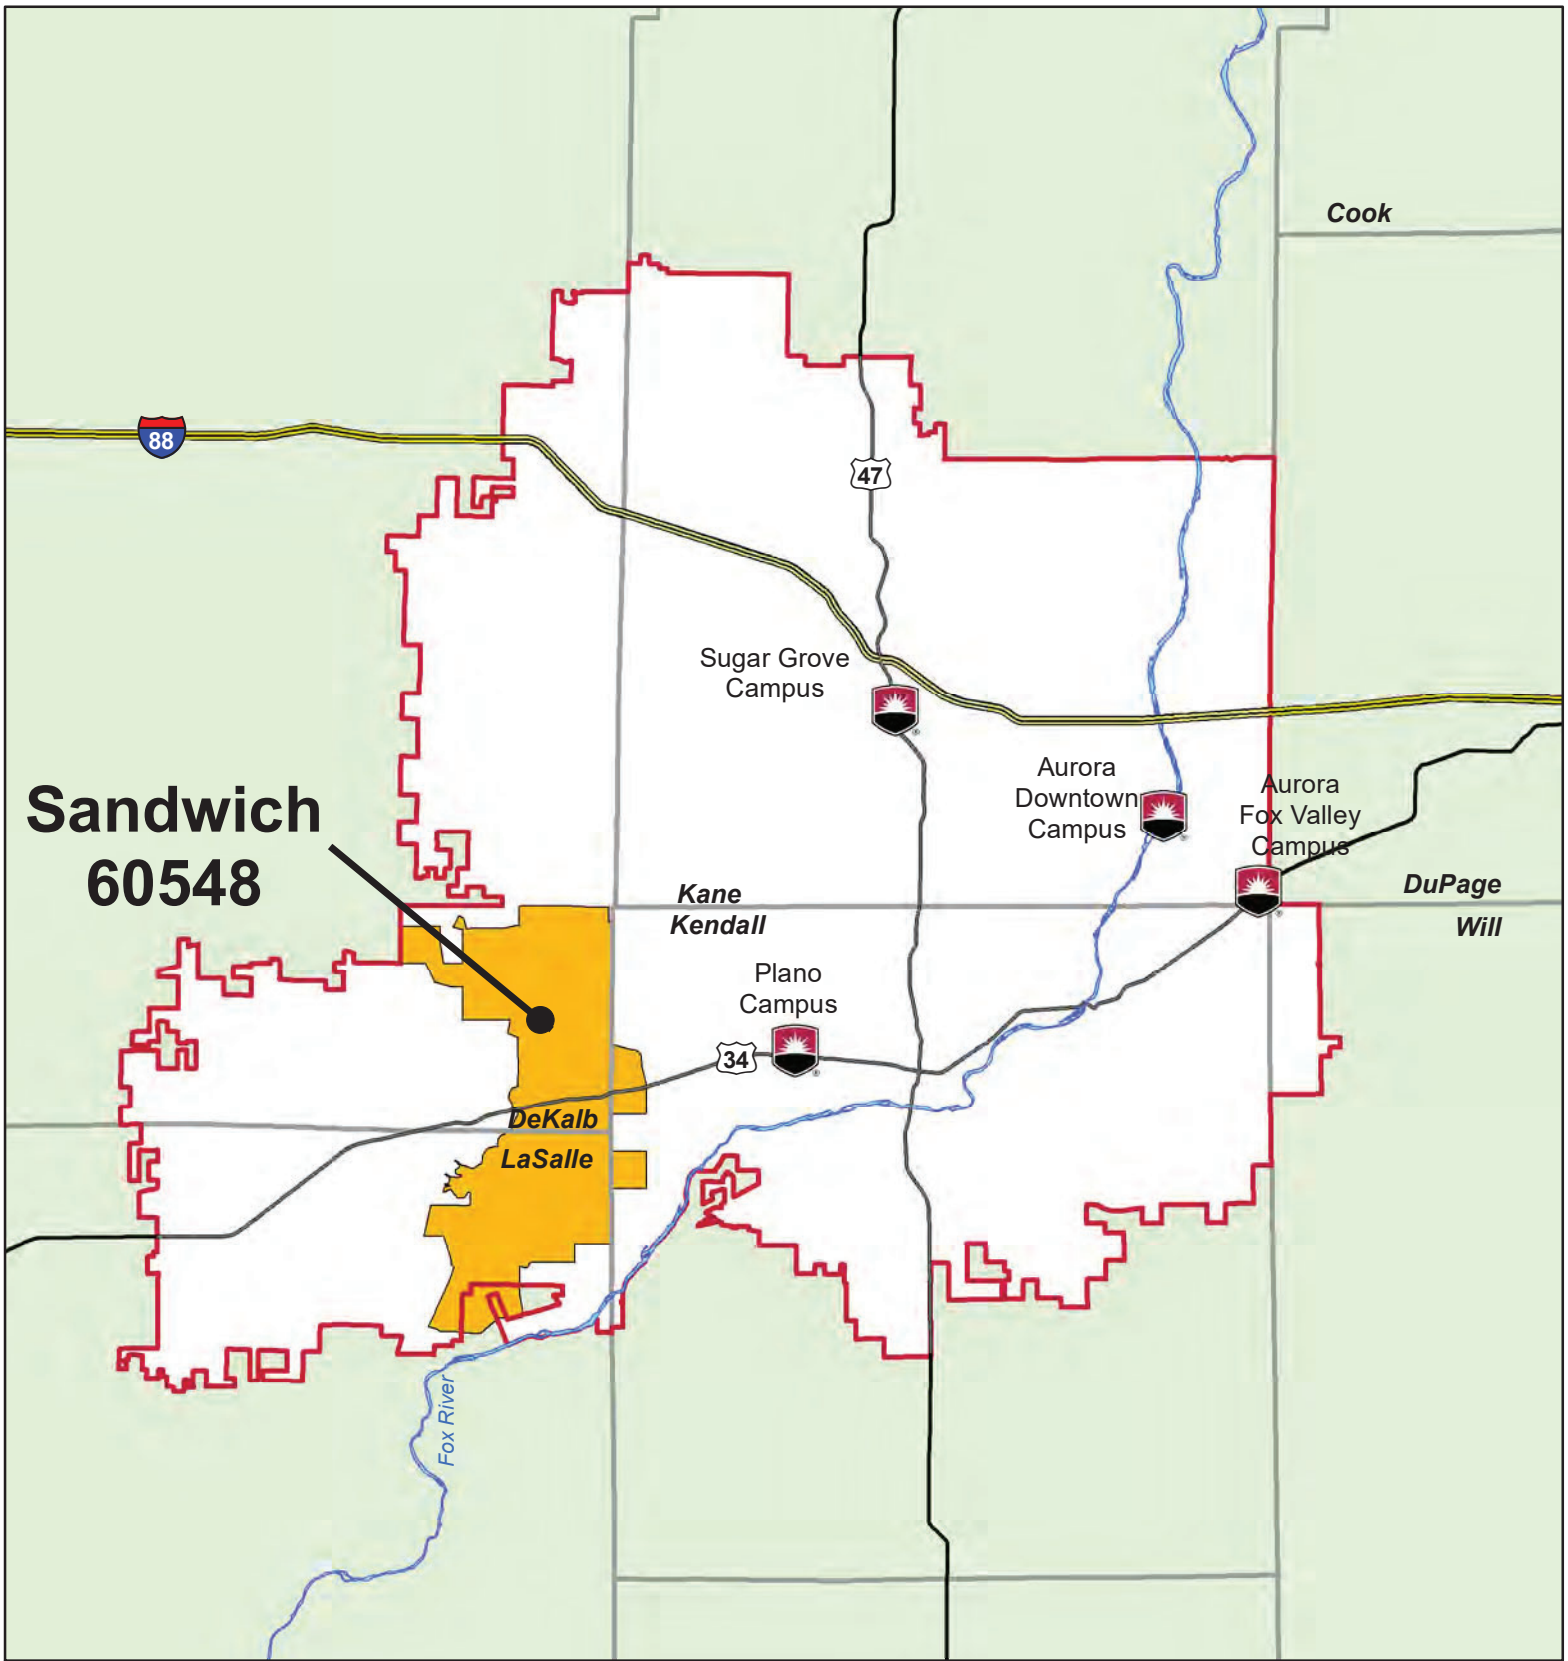 Cook
88
47
Sugar Grove
Campus
Aurora
Downtown
Campus
Aurora
Fox Valley
Campus
Sandwich
60548
Kane
Kendall
DuPage
Will
Plano
Campus
34
DeKalb
LaSalle
Fox River